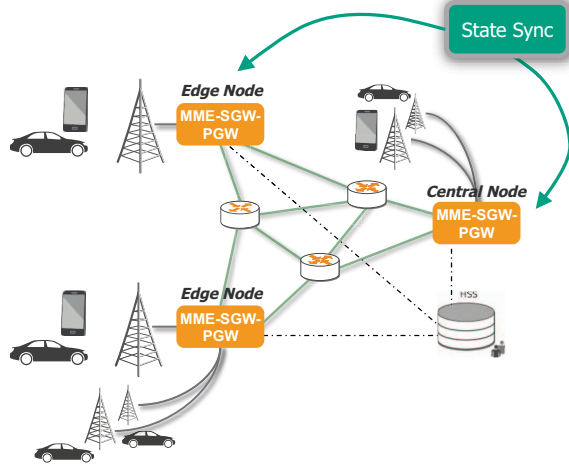 State Sync
Edge Node
MME-SGW-
PGW
Central Node
MME-SGW-
PGW
Edge Node
MME-SGW-
PGW
HSS